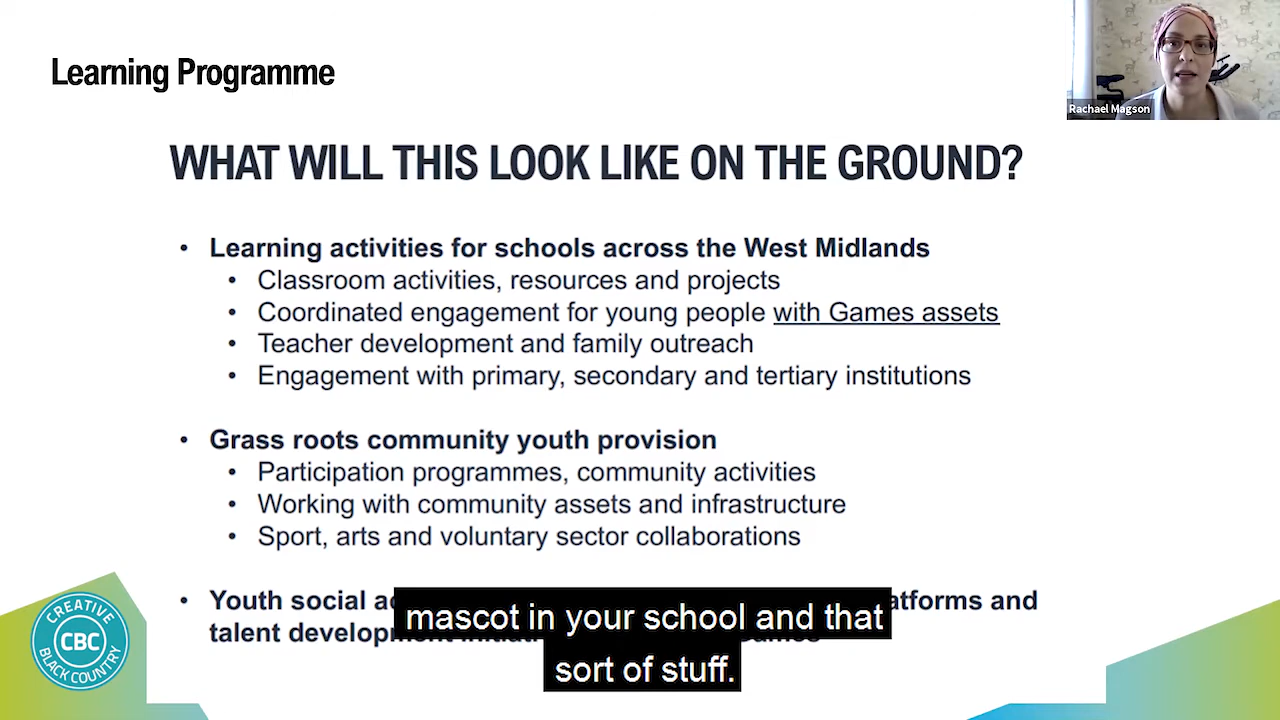 Learning Programme
Rachael Magson
WHAT WILL THIS LOOK LIKE ON THE GROUND?
• Learning activities for schools across the West Midlands
• Classroom activities, resources and projects
• Coordinated engagement for young people with Games assets
• Teacher development and family outreach
• Engagement with primary, secondary and tertiary institutions
• Grass roots community youth provision
• Participation programmes, community activities
• Working with community assets and infrastructure
• Sport, arts and voluntary sector collaborations
• Youth social and
talent
mascot in your school and that
sort of stuff.
CREATIVE
CBC
BLACK COUNTRY